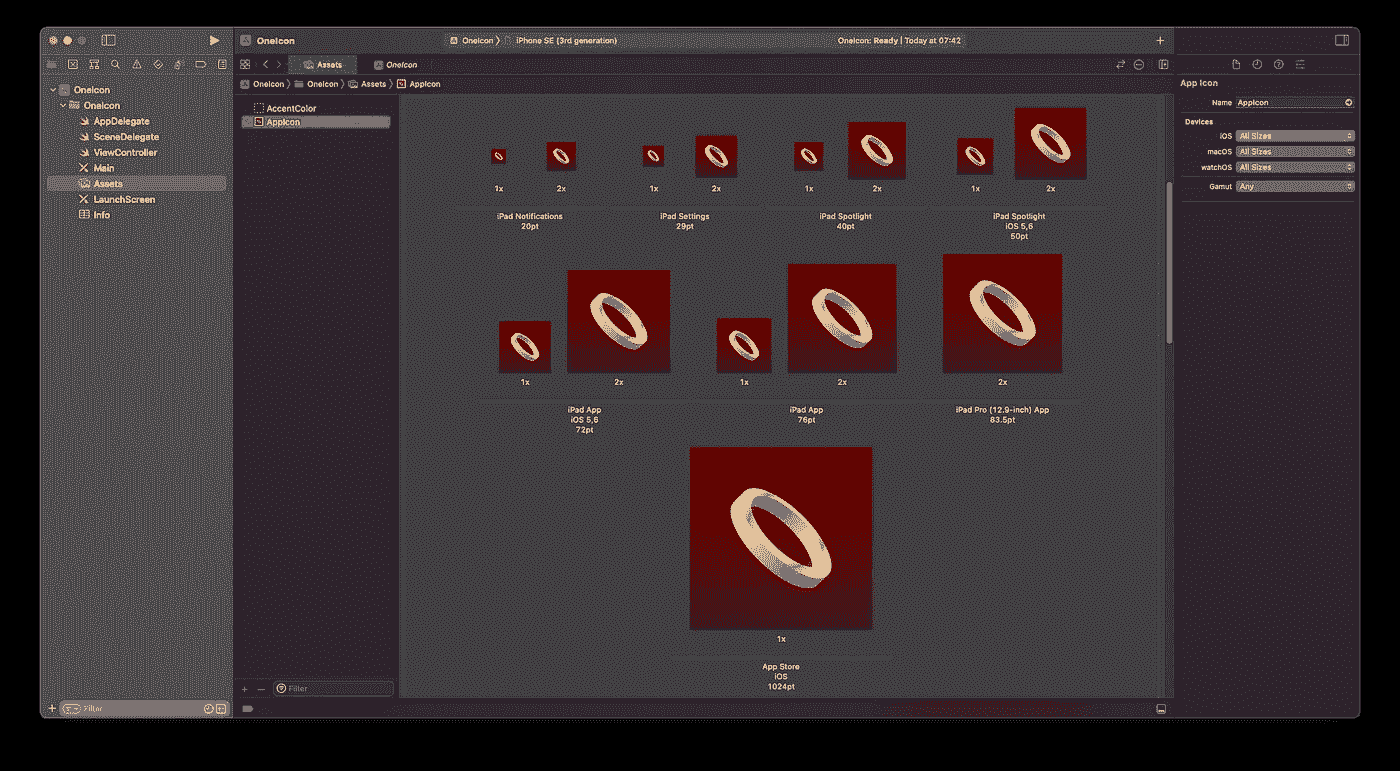 OneIcon
OneIcon 〉 iPhone SE (3rd generation)
OneIcon: Ready | Today at 07:42
Assets
OneIcon
OneIcon 〉 OneIcon 〉 Assets 〉 AppIcon
OneIcon
OneIcon
AppDelegate
SceneDelegate
ViewController
Main
Assets
LaunchScreen
Info
Filter
AccentColor
AppIcon
Filter
1x 2x 1x 2x 1x 2x 1x 2x
iPad Notifications
20pt
iPad Settings
29pt
iPad Spotlight
40pt
iPad Spotlight
iOS 5,6
50pt
1x 2x 1x 2x 2x
iPad App
iOS 5,6
72pt
iPad App
76pt
iPad Pro (12.9-inch) App
83.5pt
1x
App Store
iOS
1024pt
App Icon
Name AppIcon
Devices
iOS All Sizes
macOS All Sizes
watchOS All Sizes
Gamut Any